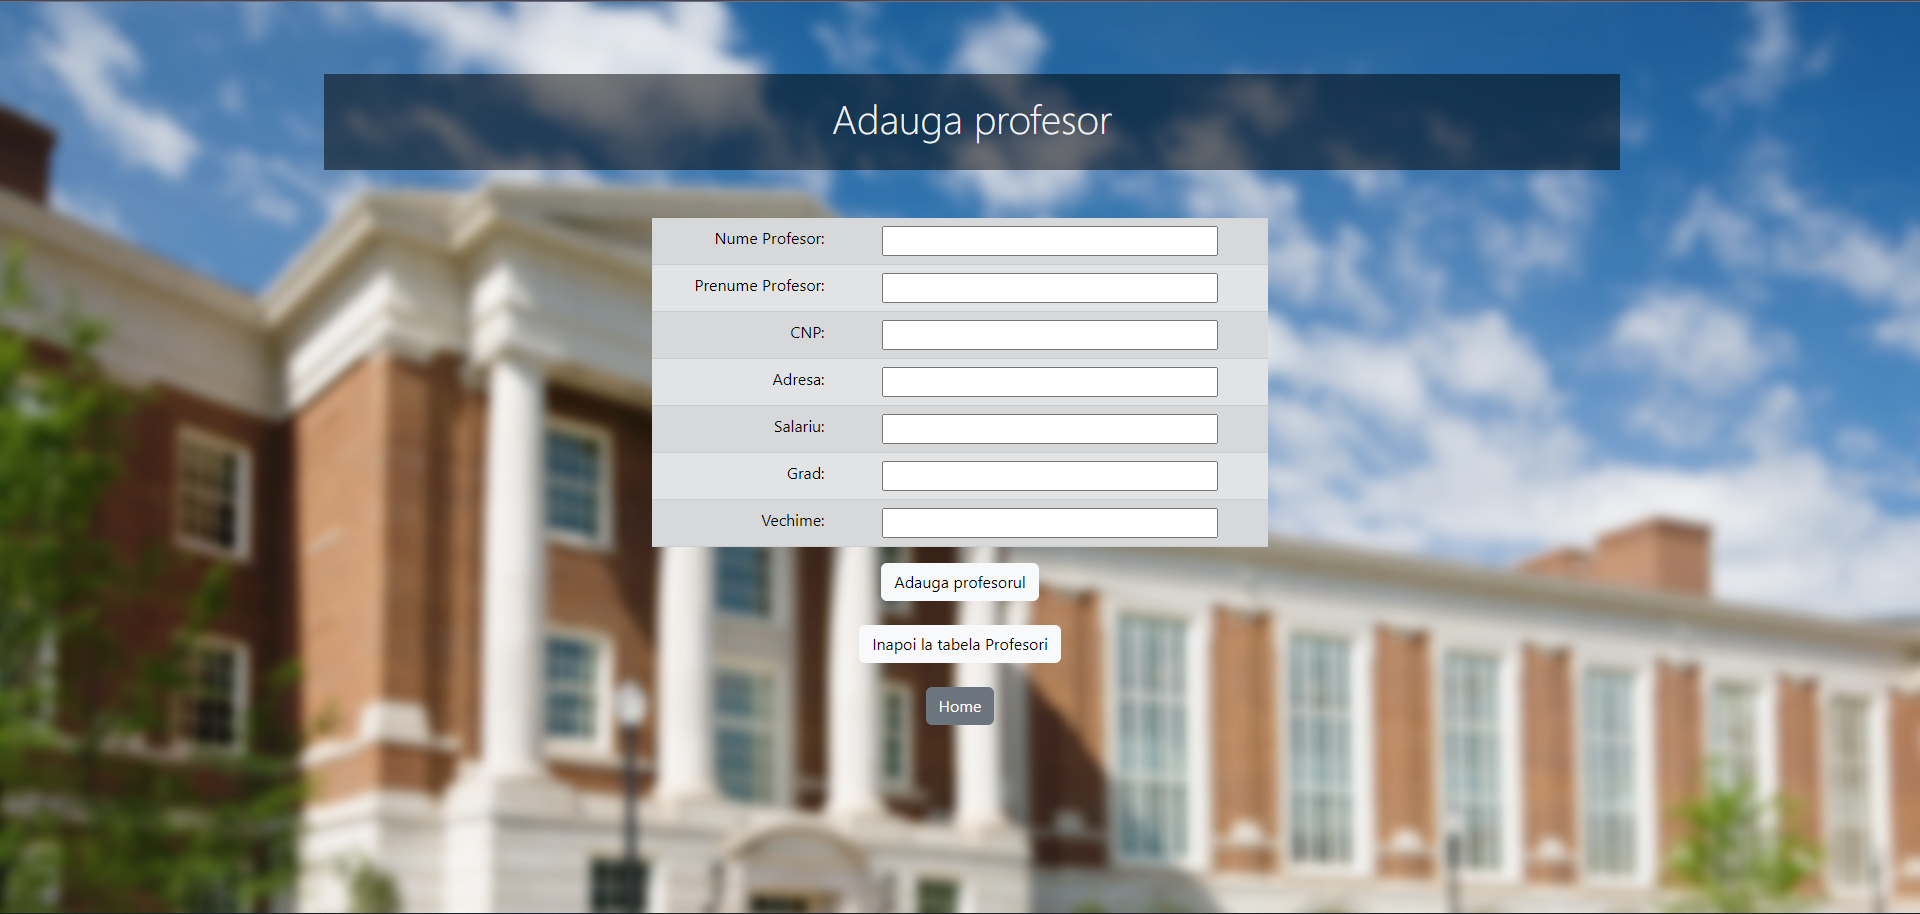 Adauga profesor
Nume Profesor:
Prenume Profesor:
CNP:
Adresa:
Salariu:
Grad:
Vechime:
Adauga profesorul
Inapoi la tabela Profesori
Home